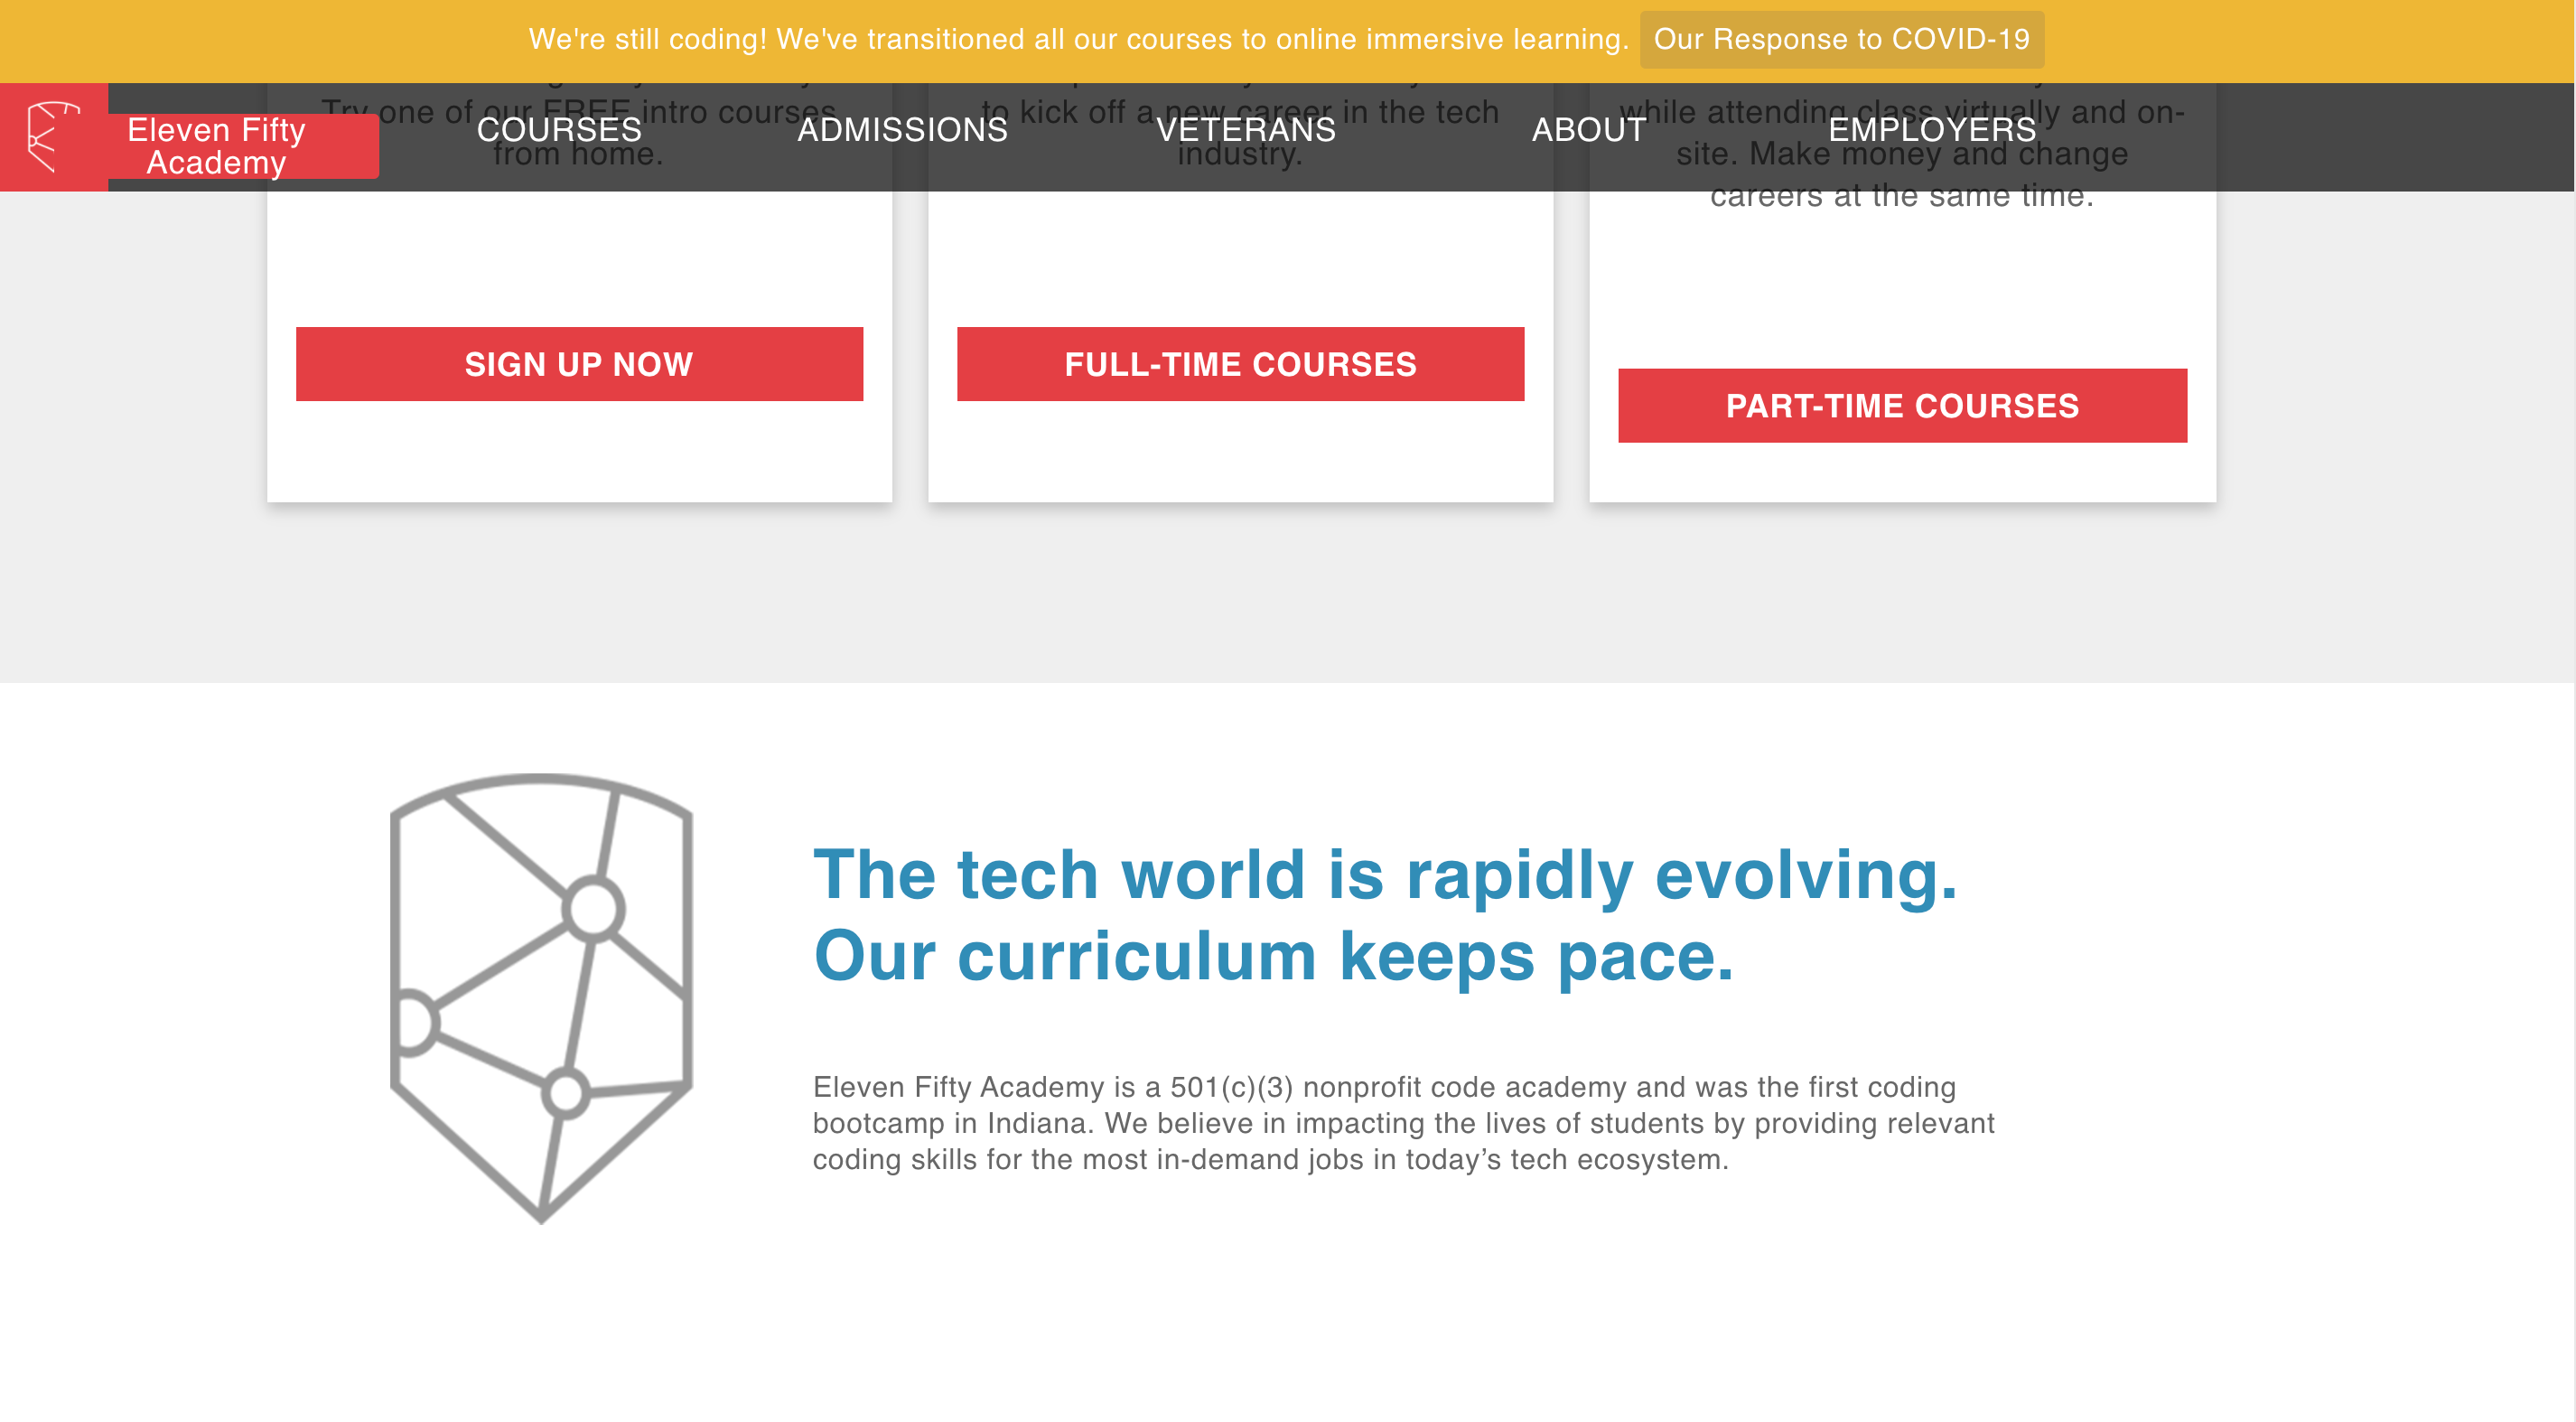 We're still coding! We've transitioned all our courses to online immersive learning. Our Response to COVID-19
Eleven Fifty
Academy
COURSES
ADMISSIONS
VETERANS
ABOUT
EMPLOYERS
Try one of our FREE intro courses
from home.
to kick off a new career in the tech
industry.
while attending class virtually and on-
site. Make money and change
careers at the same time.
SIGN UP NOW
FULL-TIME COURSES
PART-TIME COURSES
The tech world is rapidly evolving.
Our curriculum keeps pace.
Eleven Fifty Academy is a 501(c)(3) nonprofit code academy and was the first coding
bootcamp in Indiana. We believe in impacting the lives of students by providing relevant
coding skills for the most in-demand jobs in today’s tech ecosystem.